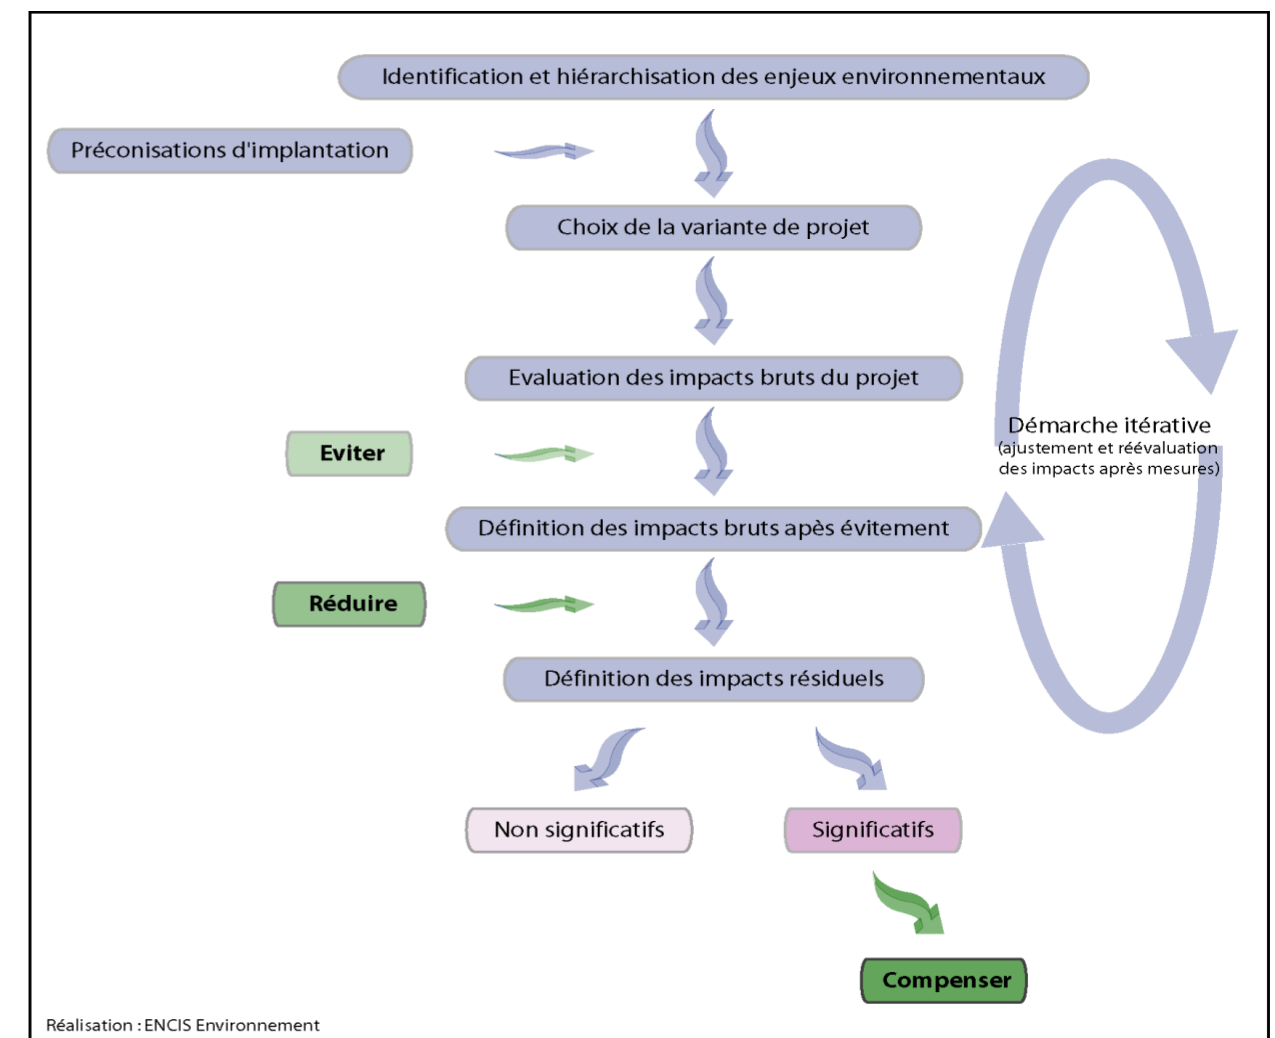 Identification et hiérarchisation des enjeux environnementaux
Préconisations d'implantation
Choix de la variante de projet
Evaluation des impacts bruts du projet
Démarche itérative
(ajustement et réévaluation
des impacts après mesures)
Eviter
Définition des impacts bruts apès évitement
Réduire
Définition des impacts résiduels
Non significatifs
Significatifs
Compenser
Réalisation : ENCIS Environnement